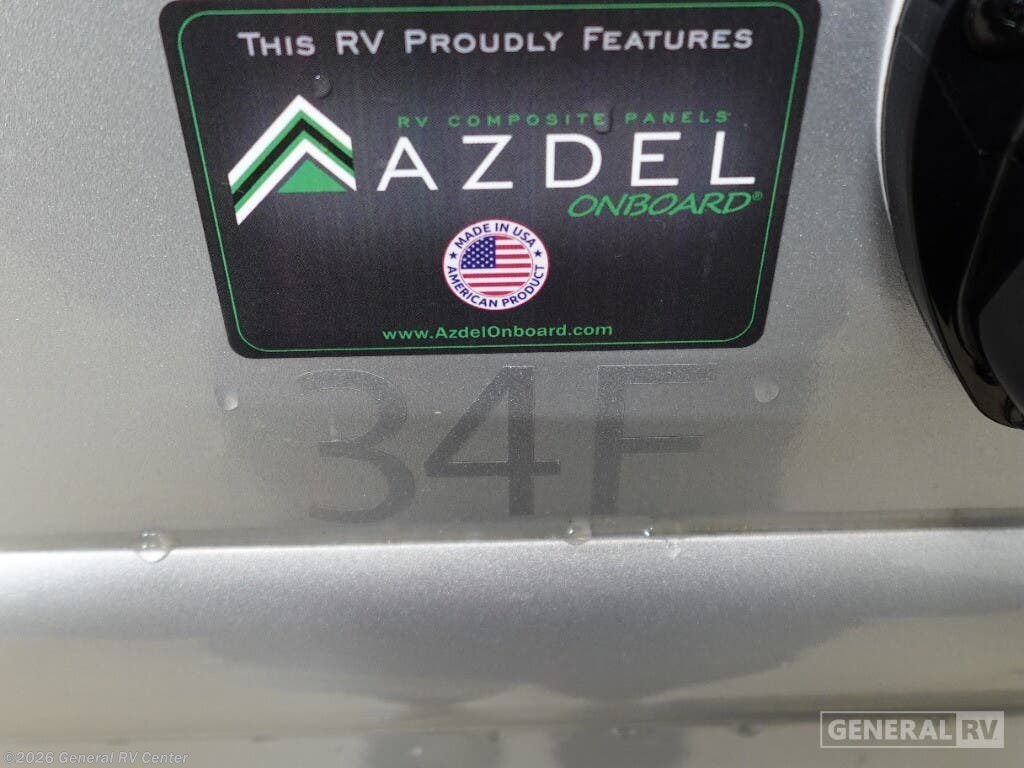 THIS RV PROUDLY FEATURES
RV COMPOSITE PANELS
AZDEL
ONBOARD®
MADE IN USA
AMERICAN PRODUCT
www.AzdelOnboard.com
34F
GENERAL RV
©2026 General RV Center